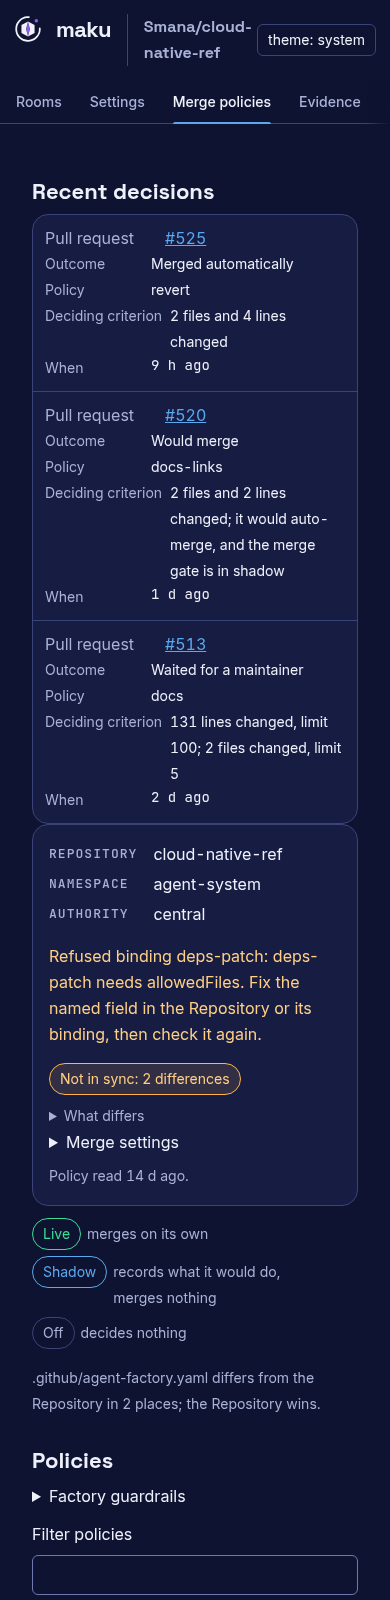 maku
Smana/cloud-
native-ref
theme: system
Rooms Settings Merge policies Evidence
Recent decisions
Pull request #525
Outcome Merged automatically
Policy revert
Deciding criterion 2 files and 4 lines
changed
When 9 h ago
Pull request #520
Outcome Would merge
Policy docs-links
Deciding criterion 2 files and 2 lines
changed; it would auto-
merge, and the merge
gate is in shadow
When 1 d ago
Pull request #513
Outcome Waited for a maintainer
Policy docs
Deciding criterion 131 lines changed, limit
100; 2 files changed, limit
5
When 2 d ago
REPOSITORY cloud-native-ref
NAMESPACE agent-system
AUTHORITY central
Refused binding deps-patch: deps-
patch needs allowedFiles. Fix the
named field in the Repository or its
binding, then check it again.
Not in sync: 2 differences
What differs
Merge settings
Policy read 14 d ago.
Live merges on its own
Shadow records what it would do,
merges nothing
Off decides nothing
.github/agent-factory.yaml differs from the
Repository in 2 places; the Repository wins.
Policies
Factory guardrails
Filter policies